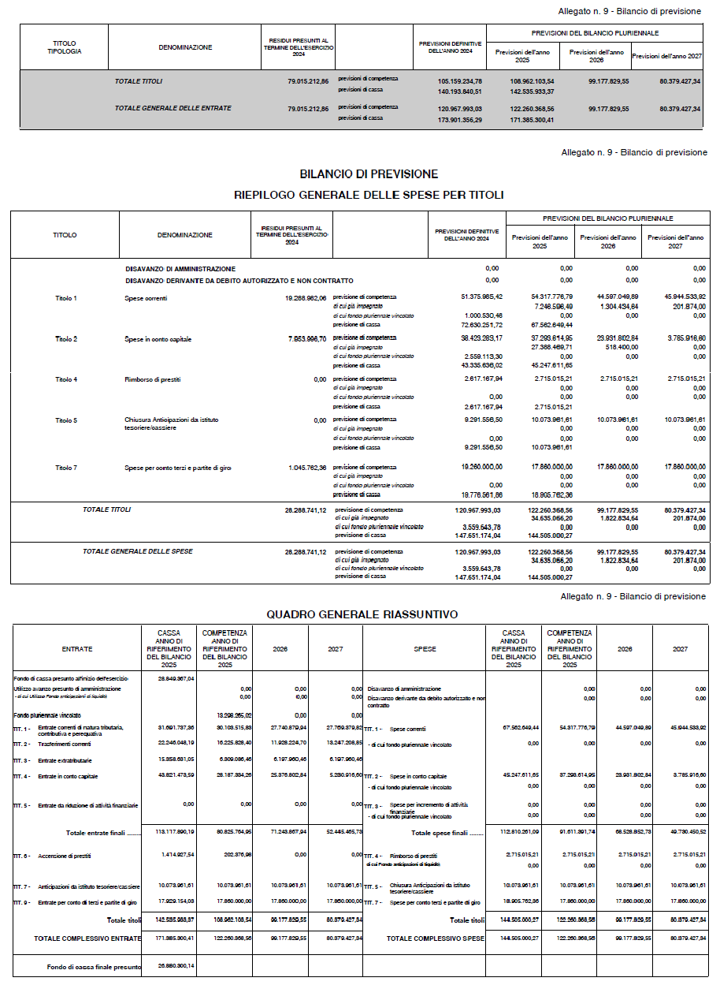 Allegato n. 9 - Bilancio di previsione
TITOLO TIPOLOGIA DENOMINAZIONE RESIDUI PRESUNTI AL TERMINE DELL'ESERCIZIO 2024 PREVISIONI DEFINITIVE DELL'ANNO 2024 PREVISIONI DEL BILANCIO PLURIENNALE
Previsioni dell'anno 2025 Previsioni dell'anno 2026 Previsioni dell'anno 2027
TOTALE TITOLI 79.015.212,86 previsioni di competenza 105.159.234,78 108.962.103,54 99.177.829,55 80.379.427,34
previsioni di cassa 140.193.840,51 142.535.933,37
TOTALE GENERALE DELLE ENTRATE 79.015.212,86 previsioni di competenza 120.967.993,03 122.260.368,56 99.177.829,55 80.379.427,34
previsioni di cassa 173.901.356,29 171.385.300,41
Allegato n. 9 - Bilancio di previsione
BILANCIO DI PREVISIONE
RIEPILOGO GENERALE DELLE SPESE PER TITOLI
TITOLO DENOMINAZIONE RESIDUI PRESUNTI AL TERMINE DELL'ESERCIZIO 2024 PREVISIONI DEFINITIVE DELL'ANNO 2024 PREVISIONI DEL BILANCIO PLURIENNALE
Previsioni dell'anno 2025 Previsioni dell'anno 2026 Previsioni dell'anno 2027
DISAVANZO DI AMMINISTRAZIONE 0,00 0,00 0,00 0,00
DISAVANZO DERIVANTE DA DEBITO AUTORIZZATO E NON CONTRATTO 0,00 0,00 0,00 0,00
Titolo 1 Spese correnti 19.288.982,06 previsione di competenza 51.375.985,42 54.317.776,79 44.597.049,89 45.944.533,92
di cui già impegnato 7.246.596,49 1.304.434,64 201.874,00
di cui fondo pluriennale vincolato 1.000.530,48 0,00 0,00 0,00
previsione di cassa 72.630.251,72 67.562.649,44
Titolo 2 Spese in conto capitale 7.953.996,70 previsione di competenza 38.423.283,17 37.293.614,95 23.931.802,84 3.785.916,60
di cui già impegnato 27.388.469,71 518.400,00 0,00
di cui fondo pluriennale vincolato 2.559.113,30 0,00 0,00 0,00
previsione di cassa 43.335.636,02 45.247.611,65
Titolo 4 Rimborso di prestiti 0,00 previsione di competenza 2.617.167,94 2.715.015,21 2.715.015,21 2.715.015,21
di cui già impegnato 0,00 0,00 0,00
di cui fondo pluriennale vincolato 0,00 0,00 0,00 0,00
previsione di cassa 2.617.167,94 2.715.015,21
Titolo 5 Chiusura Anticipazioni da istituto tesoriere/cassiere 0,00 previsione di competenza 9.291.556,50 10.073.961,61 10.073.961,61 10.073.961,61
di cui già impegnato 0,00 0,00 0,00
di cui fondo pluriennale vincolato 0,00 0,00 0,00 0,00
previsione di cassa 9.291.556,50 10.073.961,61
Titolo 7 Spese per conto terzi e partite di giro 1.045.762,36 previsione di competenza 19.260.000,00 17.860.000,00 17.860.000,00 17.860.000,00
di cui già impegnato 0,00 0,00 0,00
di cui fondo pluriennale vincolato 0,00 0,00 0,00 0,00
previsione di cassa 19.776.561,86 18.905.762,36
TOTALE TITOLI 28.288.741,12 previsione di competenza 120.967.993,03 122.260.368,56 99.177.829,55 80.379.427,34
di cui già impegnato 34.635.066,20 1.822.834,64 201.874,00
di cui fondo pluriennale vincolato 3.559.643,78 0,00 0,00 0,00
previsione di cassa 147.651.174,04 144.505.000,27
TOTALE GENERALE DELLE SPESE 28.288.741,12 previsione di competenza 120.967.993,03 122.260.368,56 99.177.829,55 80.379.427,34
di cui già impegnato 34.635.066,20 1.822.834,64 201.874,00
di cui fondo pluriennale vincolato 3.559.643,78 0,00 0,00 0,00
previsione di cassa 147.651.174,04 144.505.000,27
Allegato n. 9 - Bilancio di previsione
QUADRO GENERALE RIASSUNTIVO
ENTRATE CASSA ANNO DI RIFERIMENTO DEL BILANCIO 2025 COMPETENZA ANNO DI RIFERIMENTO DEL BILANCIO 2025 2026 2027 SPESE CASSA ANNO DI RIFERIMENTO DEL BILANCIO 2025 COMPETENZA ANNO DI RIFERIMENTO DEL BILANCIO 2025 2026 2027
Fondo di cassa presunto all'inizio dell'esercizio 28.849.367,04
Utilizzo avanzo presunto di amministrazione 0,00 0,00 0,00 Disavanzo di amministrazione 0,00 0,00 0,00
- di cui Utilizzo Fondo anticipazioni di liquidità 0,00 0,00 0,00 Disavanzo derivante da debito autorizzato e non contratto 0,00 0,00 0,00
Fondo pluriennale vincolato 13.298.265,02 0,00 0,00
TIT. 1 - Entrate correnti di natura tributaria, contributiva e perequativa 31.691.737,36 30.103.515,83 27.740.879,94 27.769.379,82 TIT. 1 - Spese correnti 67.562.649,44 54.317.776,79 44.597.049,89 45.944.533,92
TIT. 2 - Trasferimenti correnti 22.246.048,19 16.225.828,40 11.928.224,70 13.247.208,85 - di cui fondo pluriennale vincolato 0,00 0,00 0,00
TIT. 3 - Entrate extratributarie 15.358.631,05 6.309.086,46 6.197.960,46 6.197.960,46
TIT. 4 - Entrate in conto capitale 43.821.473,59 28.187.334,26 25.376.802,84 5.230.916,60 TIT. 2 - Spese in conto capitale 45.247.611,65 37.293.614,95 23.931.802,84 3.785.916,60
- di cui fondo pluriennale vincolato 0,00 0,00 0,00 0,00
TIT. 5 - Entrate da riduzione di attività finanziarie 0,00 0,00 0,00 0,00 TIT. 3 - Spese per incremento di attività finanziarie 0,00 0,00 0,00 0,00
- di cui fondo pluriennale vincolato 0,00 0,00 0,00 0,00
Totale entrate finali ........ 113.117.890,19 80.825.764,95 71.243.867,94 52.445.465,73 Totale spese finali ....... 112.810.261,09 91.611.391,74 68.528.852,73 49.730.450,52
TIT. 6 - Accensione di prestiti 1.414.927,54 202.376,98 0,00 0,00 TIT. 4 - Rimborso di prestiti 2.715.015,21 2.715.015,21 2.715.015,21 2.715.015,21
di cui Fondo anticipazioni di liquidità 0,00 0,00 0,00 0,00
TIT. 7 - Anticipazioni da istituto tesoriere/cassiere 10.073.961,61 10.073.961,61 10.073.961,61 10.073.961,61 TIT. 5 - Chiusura Anticipazioni da istituto tesoriere/cassiere 10.073.961,61 10.073.961,61 10.073.961,61 10.073.961,61
TIT. 9 - Entrate per conto di terzi e partite di giro 17.929.154,03 17.860.000,00 17.860.000,00 17.860.000,00 TIT. 7 - Spese per conto terzi e partite di giro 18.905.762,36 17.860.000,00 17.860.000,00 17.860.000,00
Totale titoli 142.535.933,37 108.962.103,54 99.177.829,55 80.379.427,34 Totale titoli 144.505.000,27 122.260.368,56 99.177.829,55 80.379.427,34
TOTALE COMPLESSIVO ENTRATE 171.385.300,41 122.260.368,56 99.177.829,55 80.379.427,34 TOTALE COMPLESSIVO SPESE 144.505.000,27 122.260.368,56 99.177.829,55 80.379.427,34
Fondo di cassa finale presunto 26.880.300,14